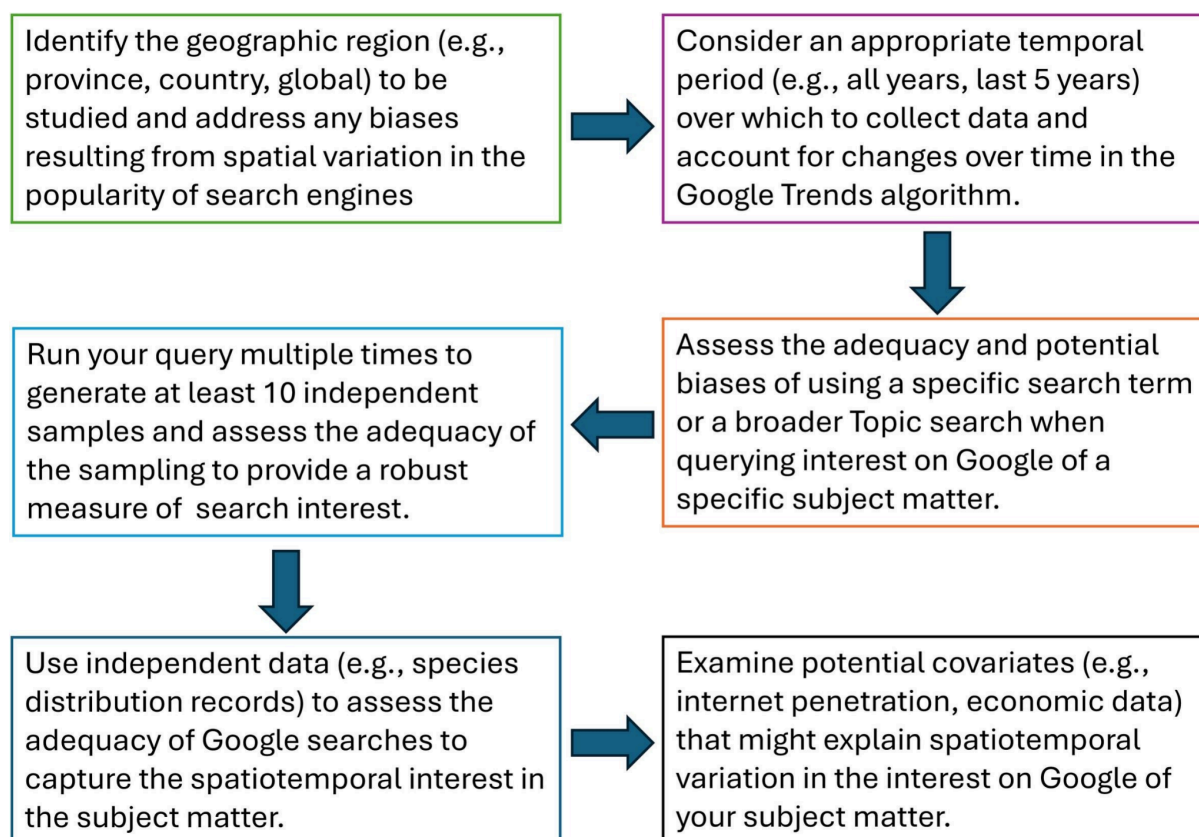 Identify the geographic region (e.g.,
province, country, global) to be
studied and address any biases
resulting from spatial variation in the
popularity of search engines
Consider an appropriate temporal
period (e.g., all years, last 5 years)
over which to collect data and
account for changes over time in the
Google Trends algorithm.
Assess the adequacy and potential
biases of using a specific search term
or a broader Topic search when
querying interest on Google of a
specific subject matter.
Run your query multiple times to
generate at least 10 independent
samples and assess the adequacy of
the sampling to provide a robust
measure of  search interest.
Use independent data (e.g., species
distribution records) to assess the
adequacy of Google searches to
capture the spatiotemporal interest in
the subject matter.
Examine potential covariates (e.g.,
internet penetration, economic data)
that might explain spatiotemporal
variation in the interest on Google of
your subject matter.